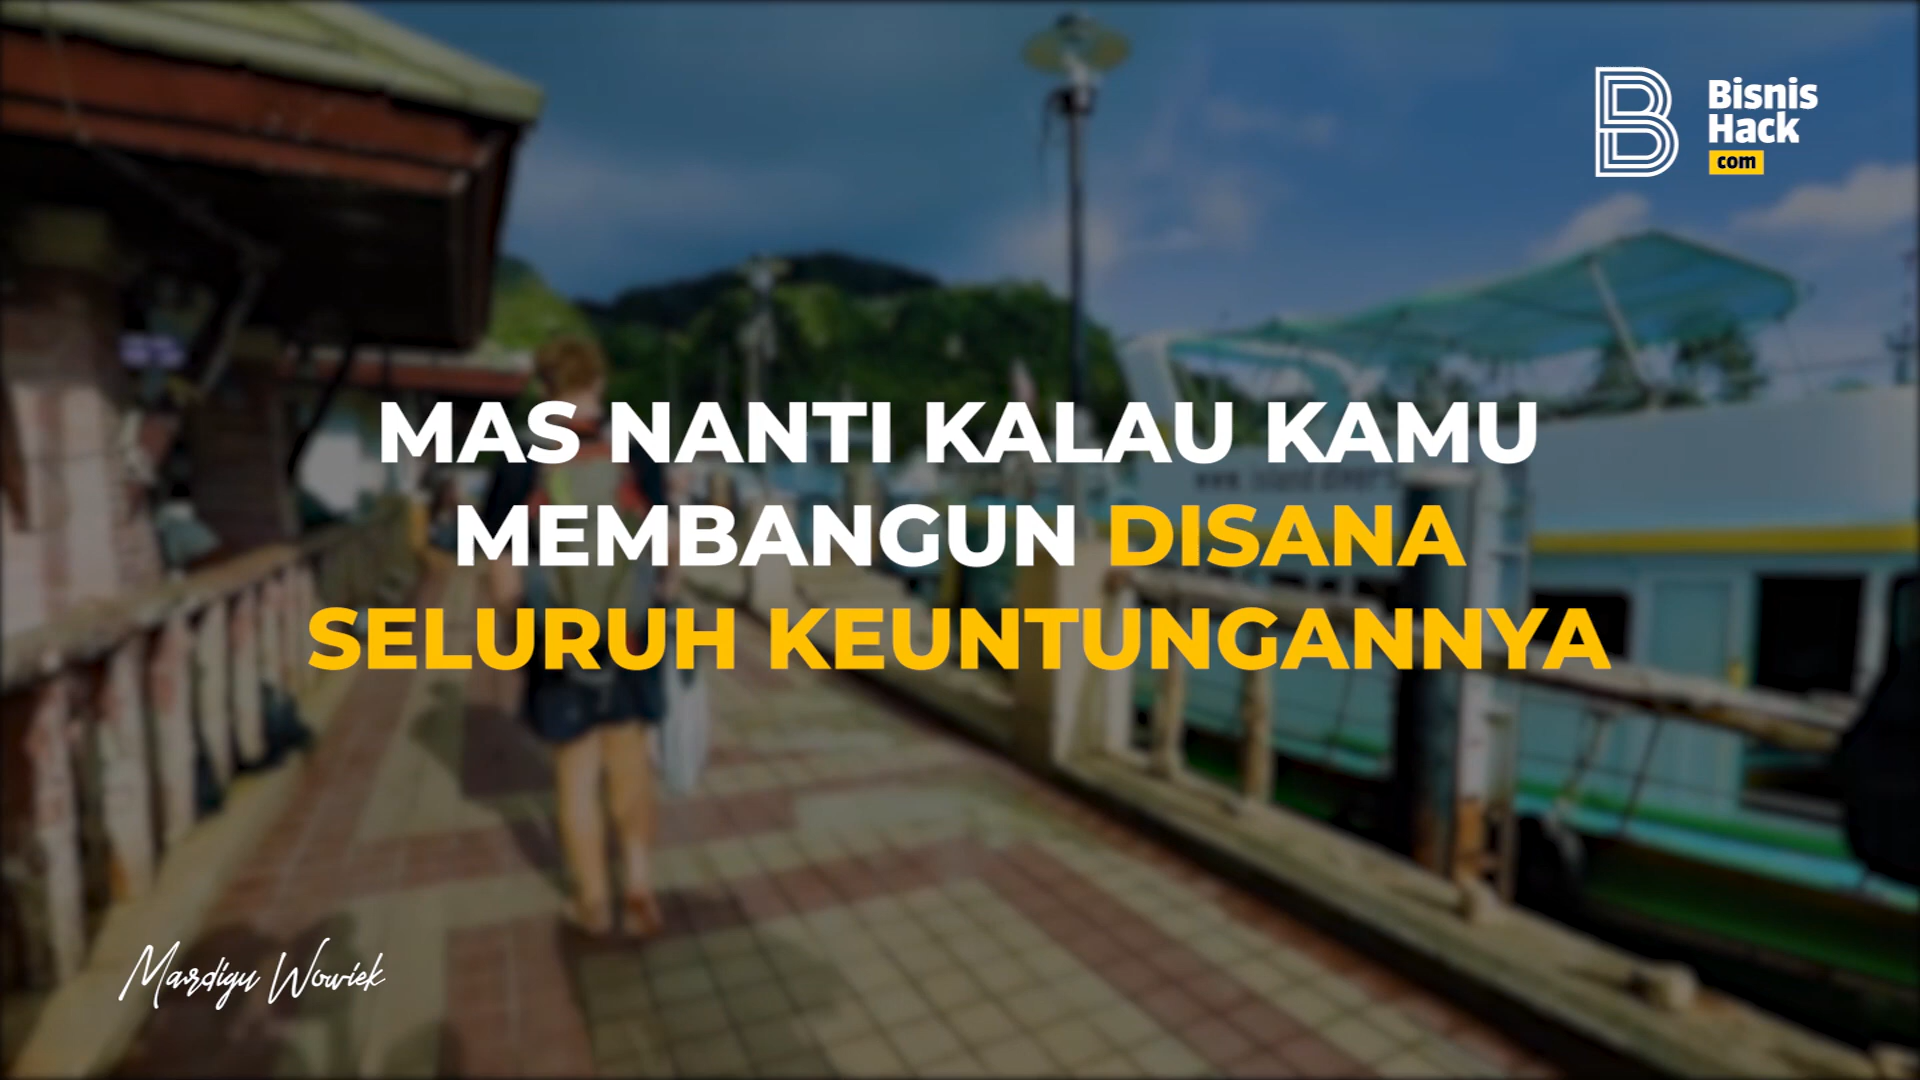 Bisnis
Hack
com
MAS NANTI KALAU KAMU
MEMBANGUN DISANA
SELURUH KEUNTUNGANNYA
Mardigu Wowiek